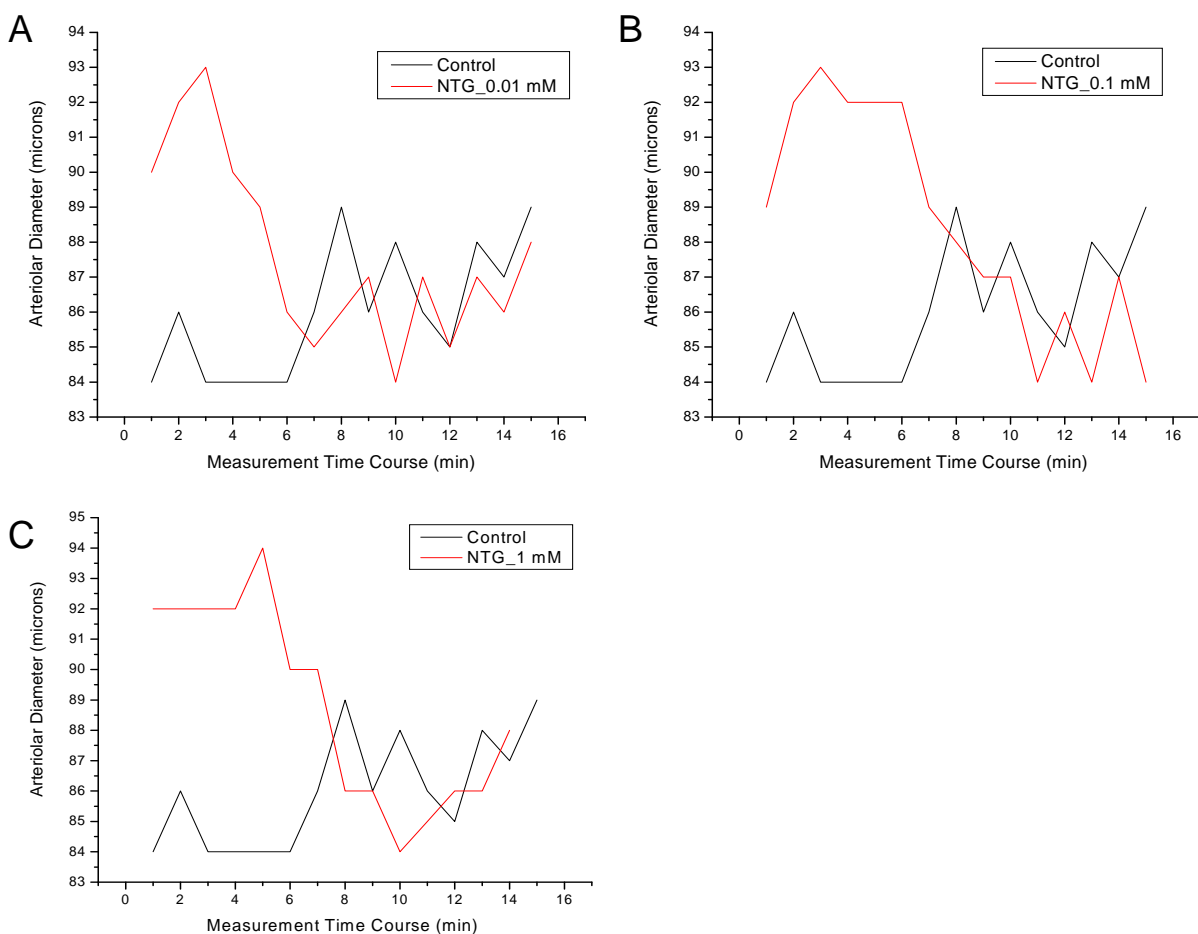 A
Control
NTG_0.01 mM
Arteriolar Diameter (microns)
94
93
92
91
90
89
88
87
86
85
84
83
0 2 4 6 8 10 12 14 16
Measurement Time Course (min)
B
Control
NTG_0.1 mM
Arteriolar Diameter (microns)
94
93
92
91
90
89
88
87
86
85
84
83
0 2 4 6 8 10 12 14 16
Measurement Time Course (min)
C
Control
NTG_1 mM
Arteriolar Diameter (microns)
95
94
93
92
91
90
89
88
87
86
85
84
83
0 2 4 6 8 10 12 14 16
Measurement Time Course (min)